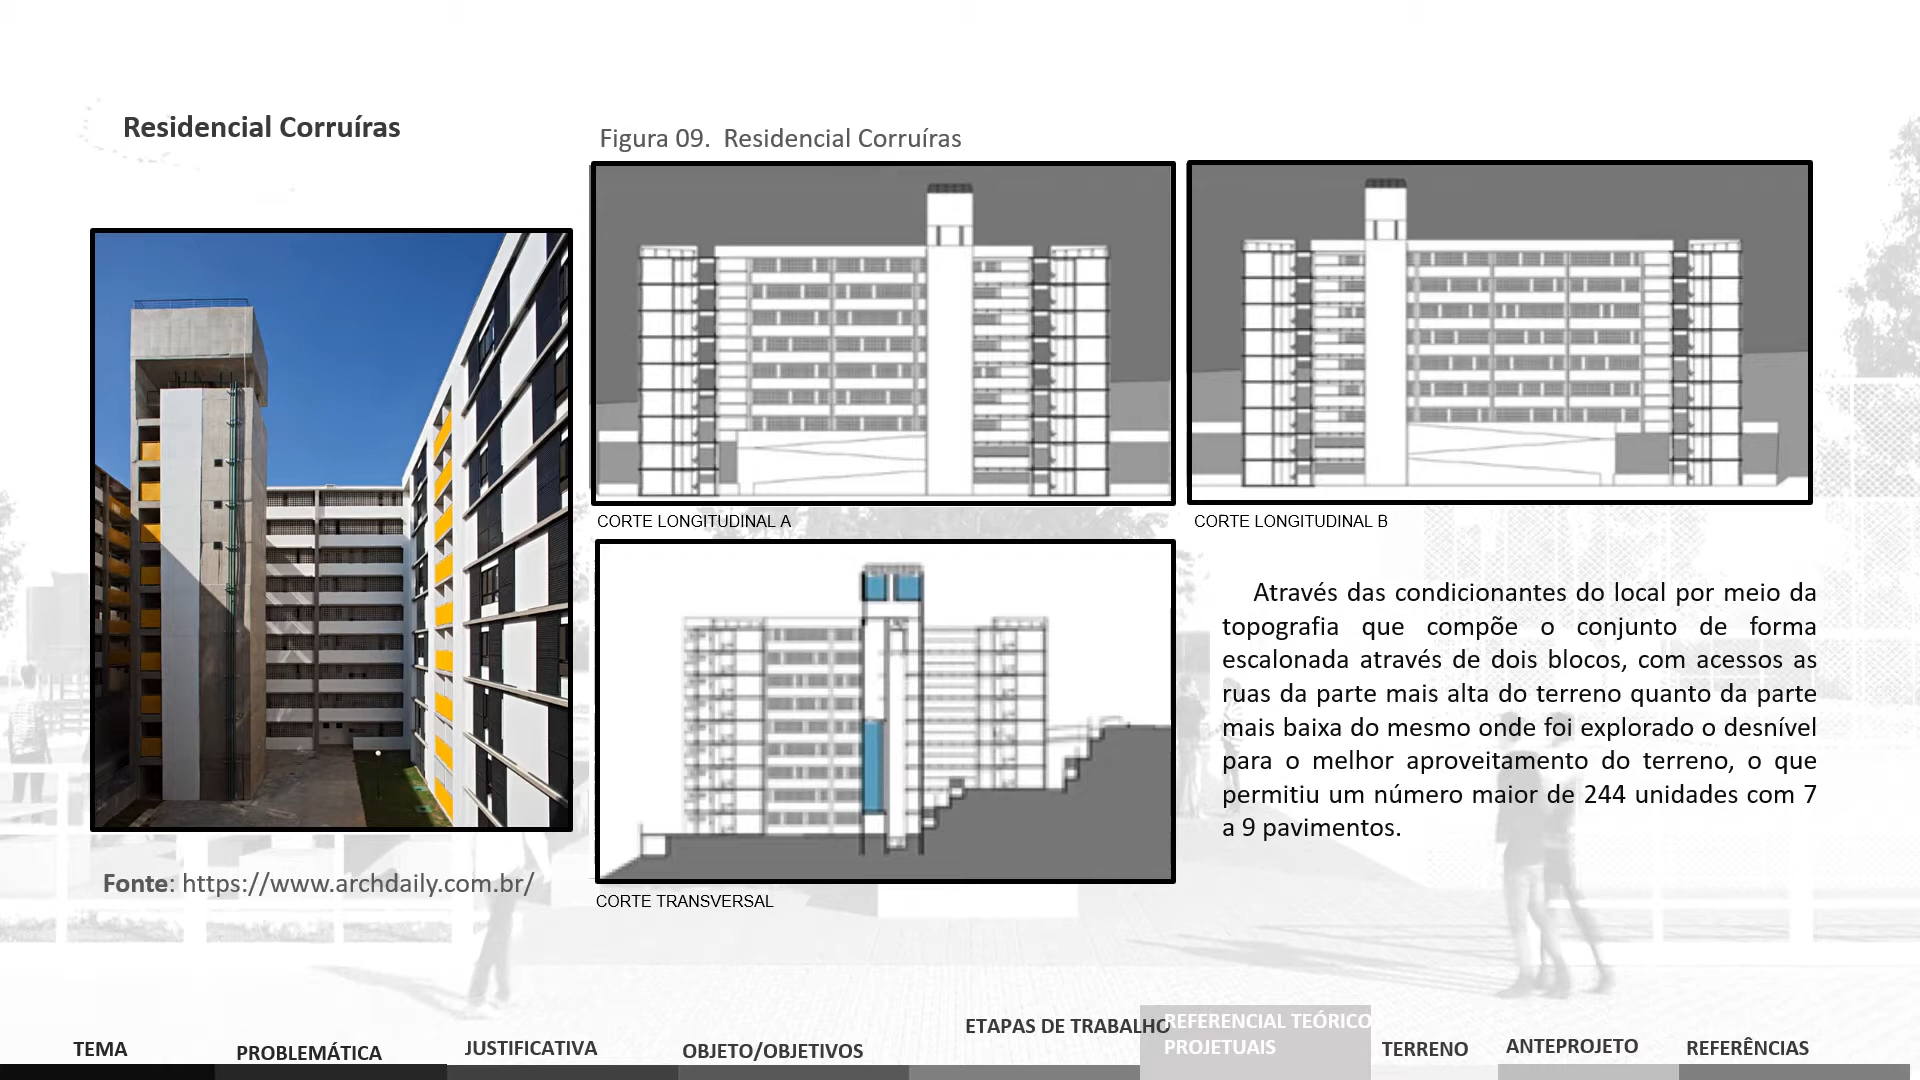 Residencial Corruíras
Figura 09.  Residencial Corruíras
CORTE LONGITUDINAL A
CORTE LONGITUDINAL B
CORTE TRANSVERSAL
Através das condicionantes do local por meio da
topografia que compõe o conjunto de forma
escalonada através de dois blocos, com acessos as
ruas da parte mais alta do terreno quanto da parte
mais baixa do mesmo onde foi explorado o desnível
para o melhor aproveitamento do terreno, o que
permitiu um número maior de 244 unidades com 7
a 9 pavimentos.
Fonte: https://www.archdaily.com.br/
TEMA
PROBLEMÁTICA
JUSTIFICATIVA
OBJETO/OBJETIVOS
ETAPAS DE TRABALHO
REFERENCIAL TEÓRICO
PROJETUAIS
TERRENO
ANTEPROJETO
REFERÊNCIAS